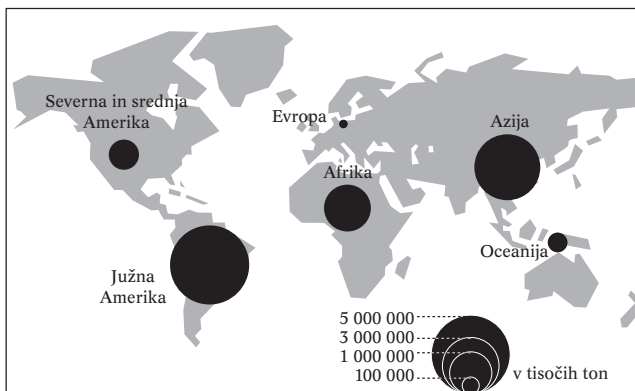 Severna in srednja
Amerika
Evropa
Azija
Afrika
Oceanija
Južna
Amerika
5 000 000
3 000 000
1 000 000
100 000
v tisočih ton